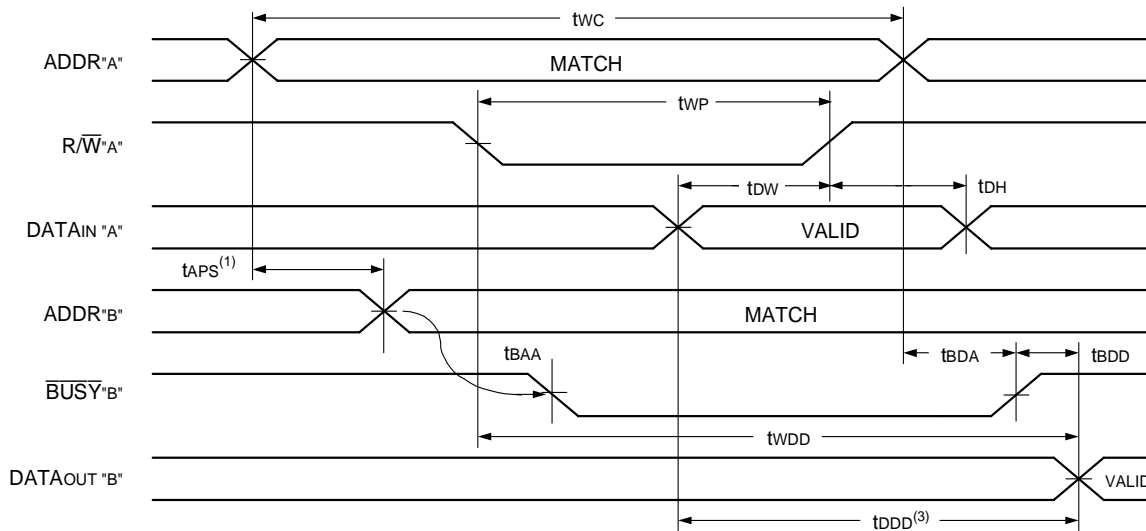 tWC
ADDR"A"
MATCH
tWP
R/W"A"
tDW
tDH
DATAIN "A"
VALID
tAPS(1)
ADDR"B"
MATCH
tBAA
tBDA
tBDD
BUSY"B"
tWDD
DATAOUT "B"
VALID
tDDD(3)